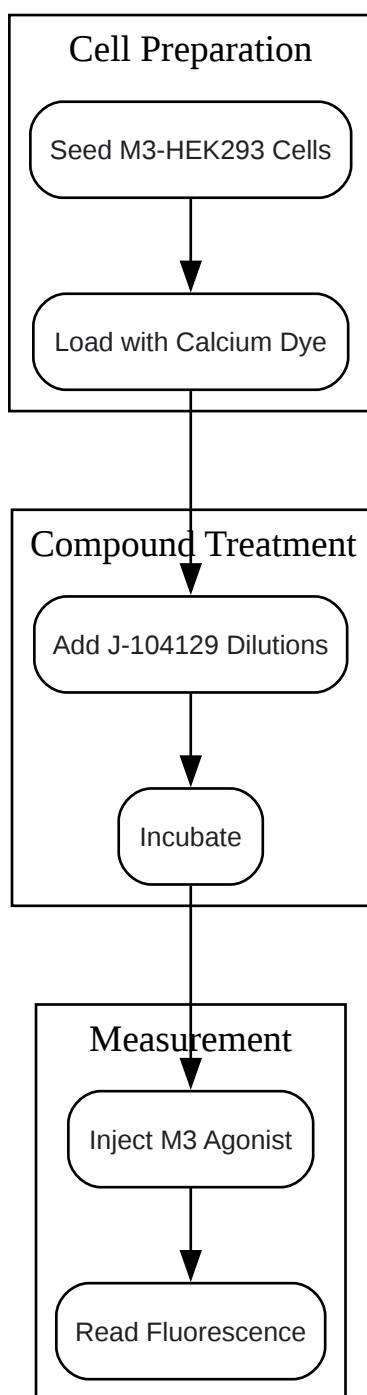 Cell Preparation
Seed M3-HEK293 Cells
Load with Calcium Dye
Compound Treatment
Add J-104129 Dilutions
Incubate
Measurement
Inject M3 Agonist
Read Fluorescence